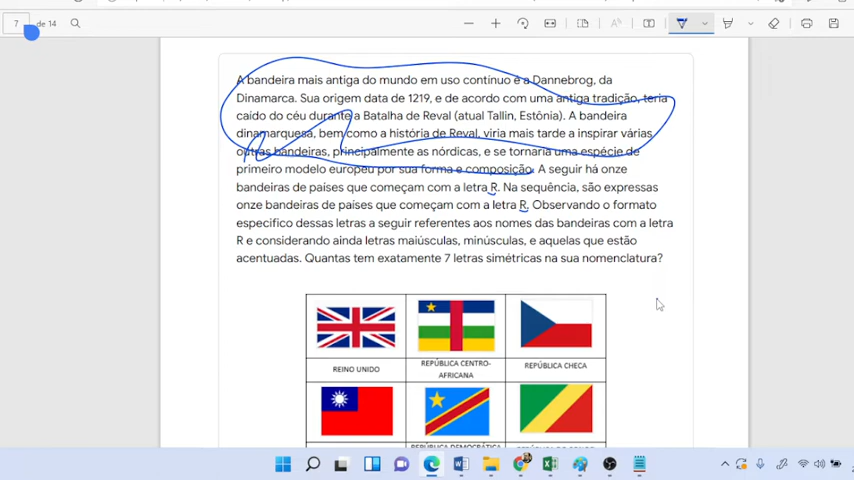 7 de 14
A bandeira mais antiga do mundo em uso contínuo é a Dannebrog, da
Dinamarca. Sua origem data de 1219, e de acordo com uma antiga tradição, teria
caído do céu durante a Batalha de Reval (atual Tallin, Estônia). A bandeira
dinamarquesa, bem como a história de Reval, viria mais tarde a inspirar várias
outras bandeiras, principalmente as nórdicas, e se tornaria uma espécie de
primeiro modelo europeu por sua forma e composição. A seguir há onze
bandeiras de países que começam com a letra R. Na sequência, são expressas
onze bandeiras de países que começam com a letra R. Observando o formato
específico dessas letras a seguir referentes aos nomes das bandeiras com a letra
R e considerando ainda letras maiúsculas, minúsculas, e aquelas que estão
acentuadas. Quantas tem exatamente 7 letras simétricas na sua nomenclatura?
REINO UNIDO
REPÚBLICA CENTRO-
AFRICANA
REPÚBLICA CHECA
REPÚBLICA DEMOCRÁTICA